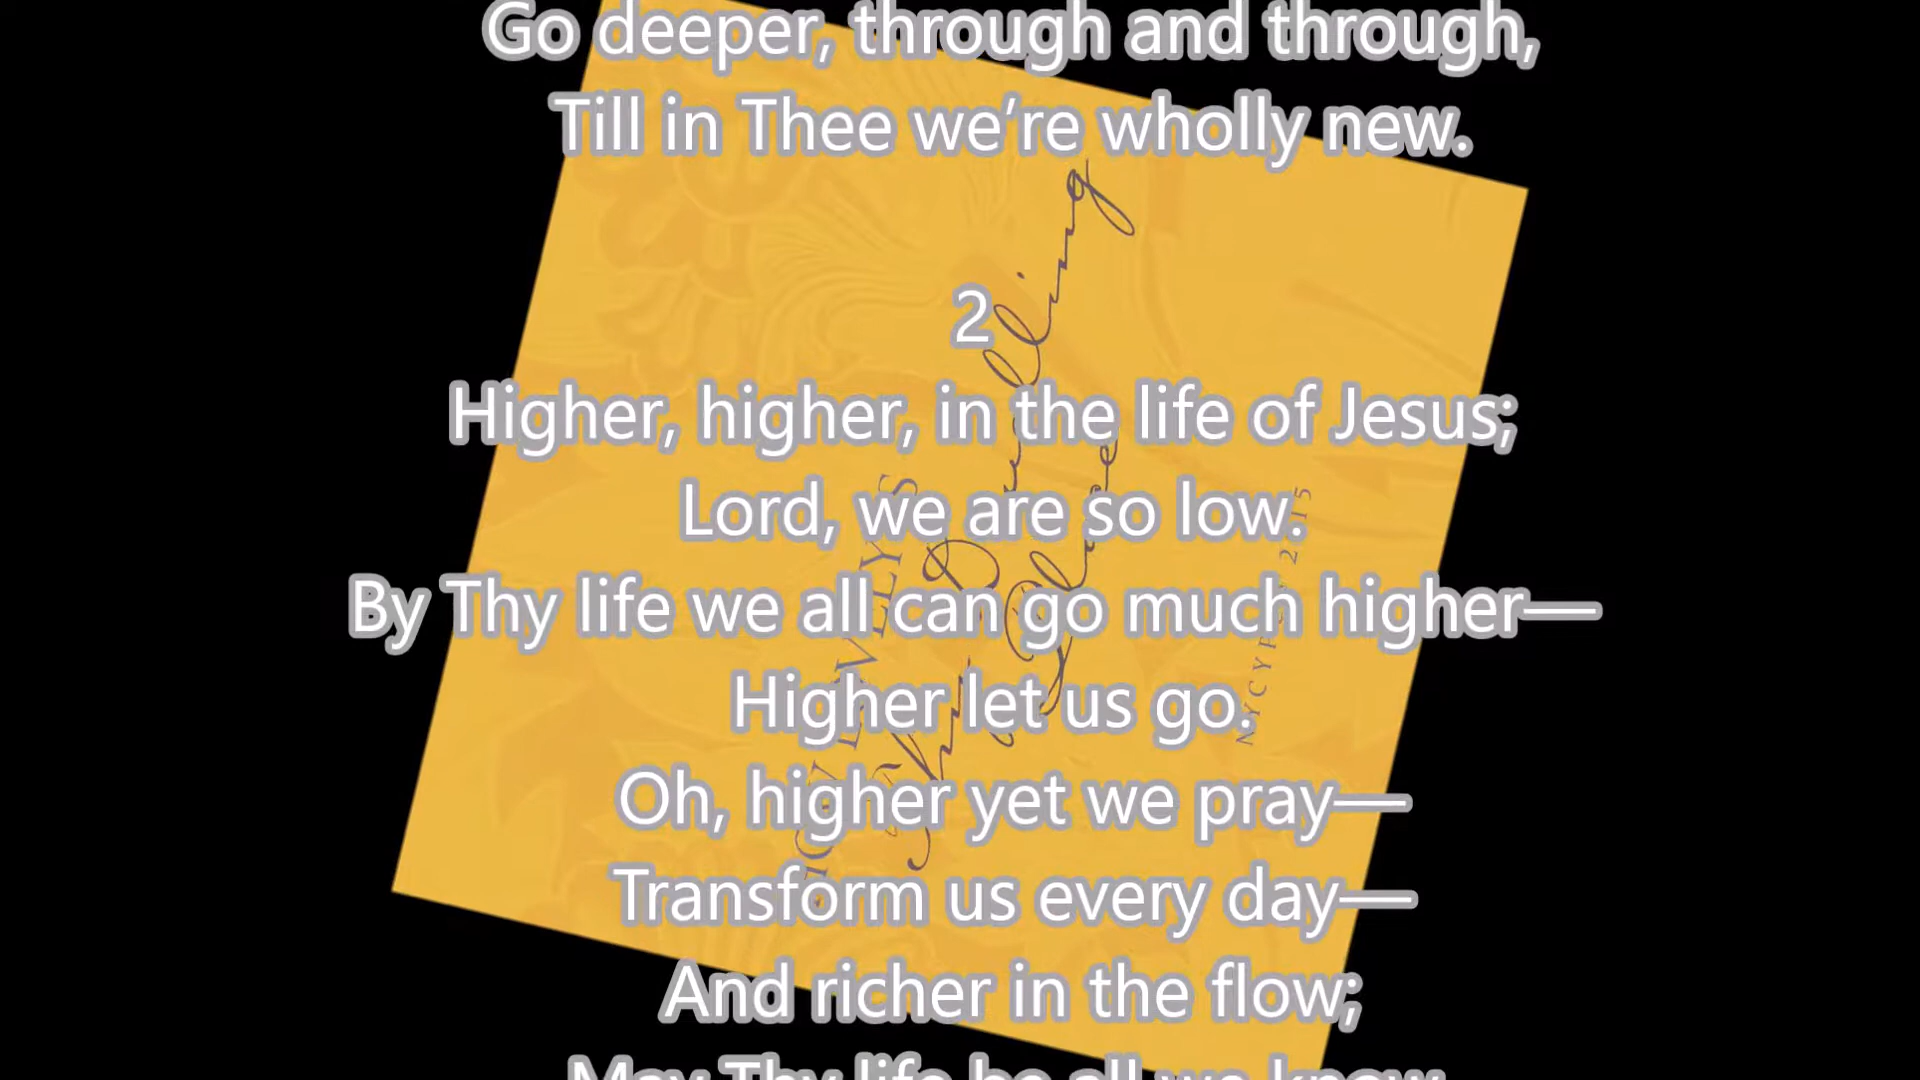 Go deeper, through and through,
Till in Thee we’re wholly new.
2
Higher, higher, in the life of Jesus;
Lord, we are so low.
By Thy life we all can go much higher—
Higher let us go.
Oh, higher yet we pray—
Transform us every day—
And richer in the flow;
May Thy life be all we know